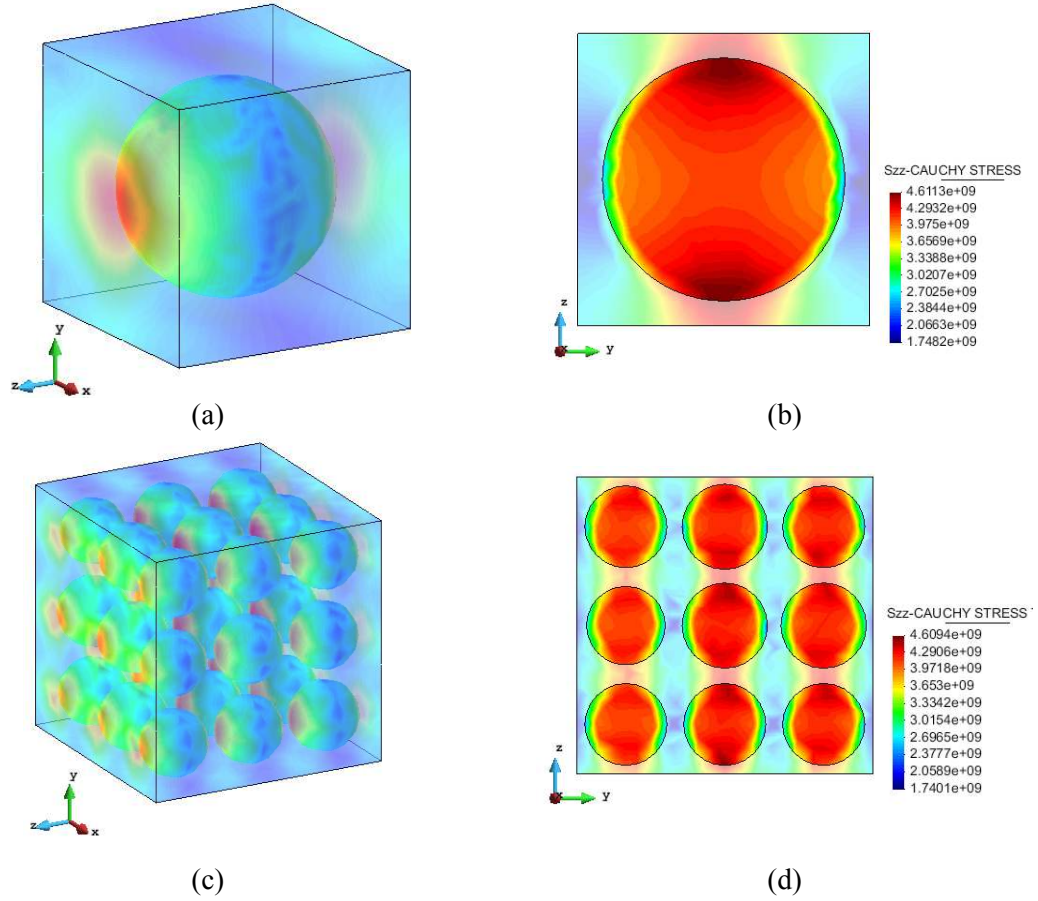 Szz-CAUCHY STRESS
4.6113e+09
4.2932e+09
3.975e+09
3.6569e+09
3.3388e+09
3.0207e+09
2.7025e+09
2.3844e+09
2.0663e+09
1.7482e+09
y
z
x
z
x
y
(a)
(b)
Szz-CAUCHY STRESS
4.6094e+09
4.2906e+09
3.9718e+09
3.653e+09
3.3342e+09
3.0154e+09
2.6965e+09
2.3777e+09
2.0589e+09
1.7401e+09
y
z
x
z
x
y
(c)
(d)